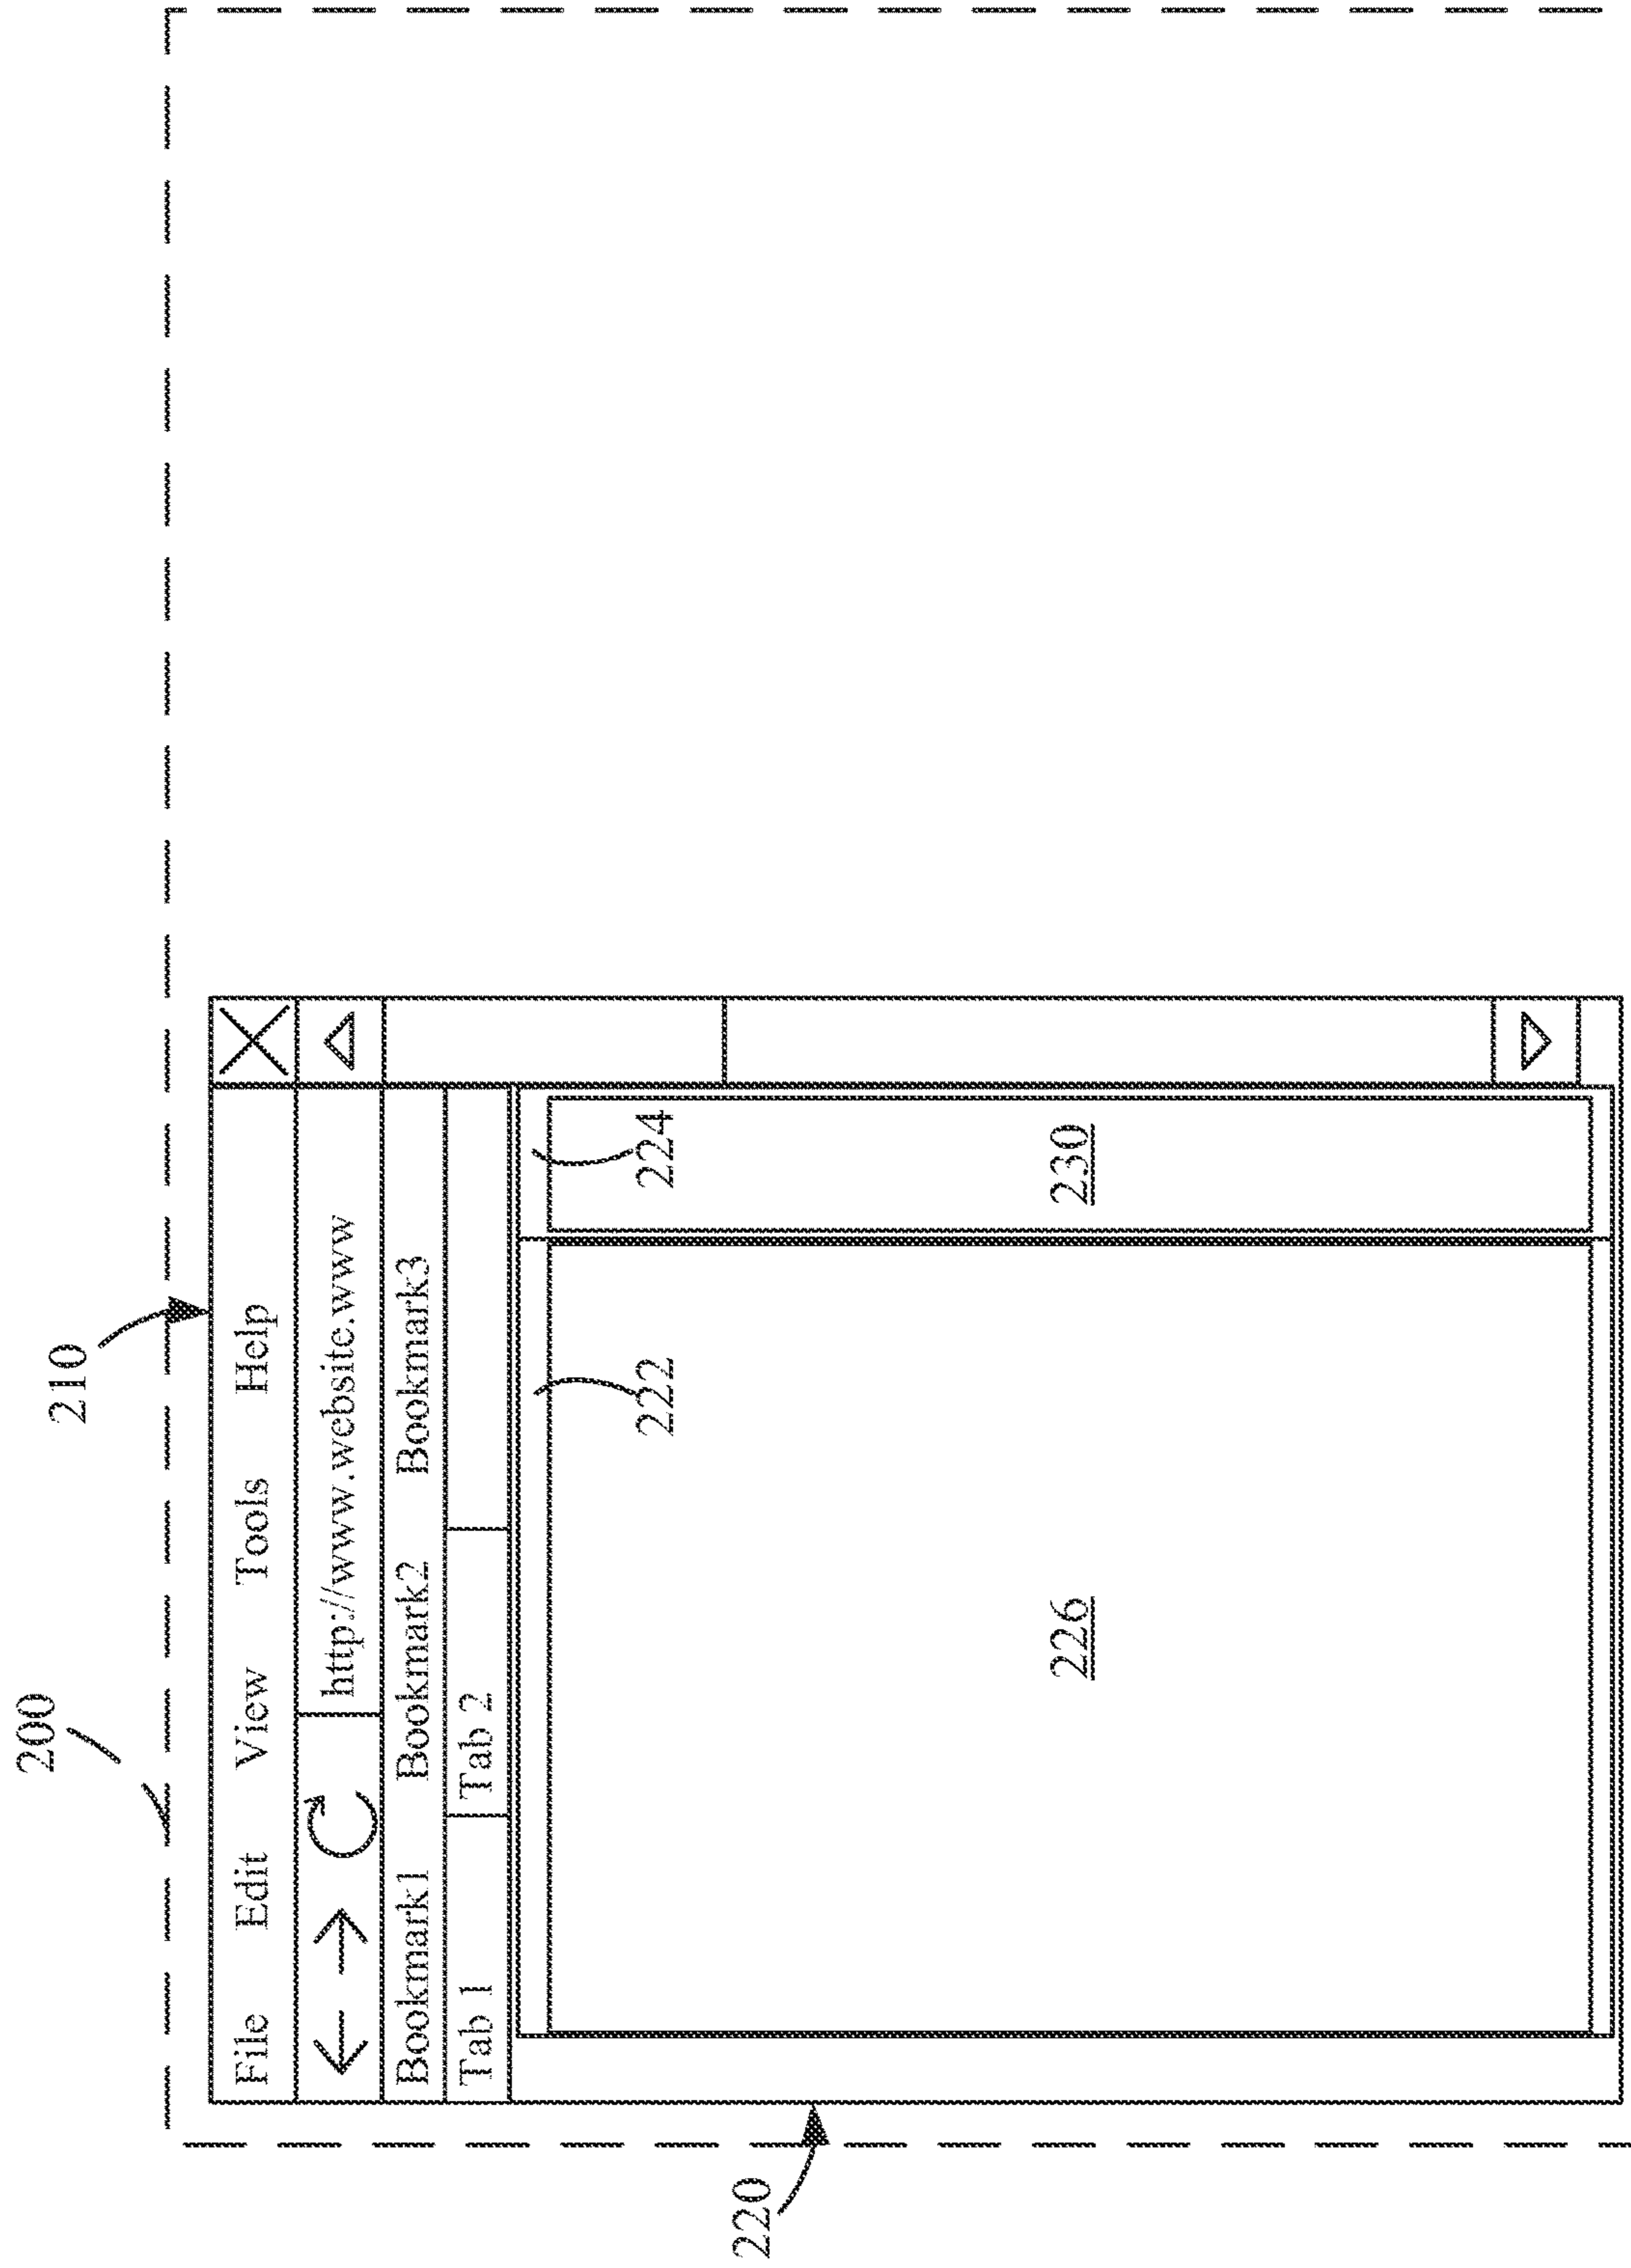 200
210
File Edit View Tools Help
http://www.website.www
Bookmark1 Bookmark2 Bookmark3
Tab 1 Tab 2
222
224
220
226
230